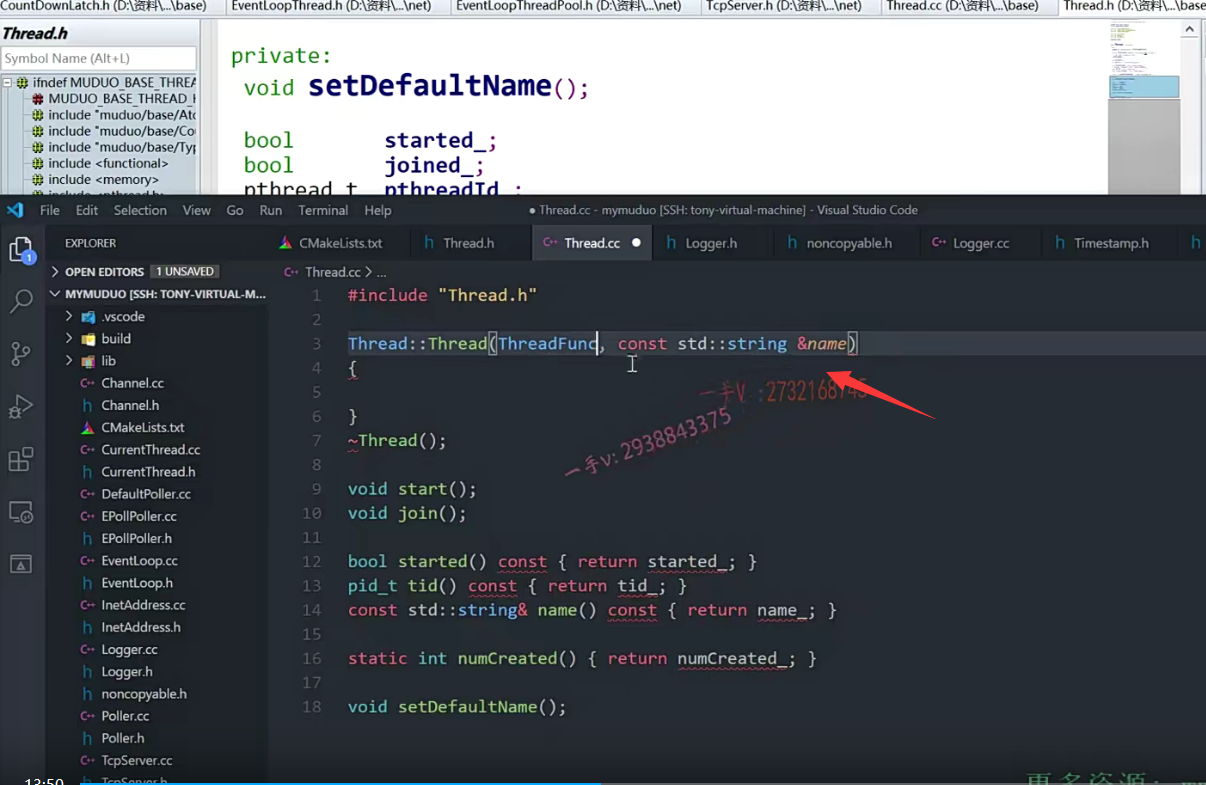 CountDownLatch.h (D:\资料\...\base)
EventLoopThread.h (D:\资料\...\net)
EventLoopThreadPool.h (D:\资料\...\net)
TcpServer.h (D:\资料\...\net)
Thread.cc (D:\资料\...\base)
Thread.h (D:\资料\...\base
Thread.h
Symbol Name (Alt+L)
ifndef MUDUO_BASE_THREA
MUDUO_BASE_THREAD_H
include "muduo/base/Ato
include "muduo/base/Co
include "muduo/base/Typ
include <functional>
include <memory>
include <pthread.h>
private:
void setDefaultName();
bool started_;
bool joined_;
pthread_t pthreadId_;
File Edit Selection View Go Run Terminal Help
● Thread.cc - mymuduo [SSH: tony-virtual-machine] - Visual Studio Code
1
EXPLORER
OPEN EDITORS 1 UNSAVED
MYMUDUO [SSH: TONY-VIRTUAL-M...
.vscode
build
lib
Channel.cc
Channel.h
CMakeLists.txt
CurrentThread.cc
CurrentThread.h
DefaultPoller.cc
EPollPoller.cc
EPollPoller.h
EventLoop.cc
EventLoop.h
InetAddress.cc
InetAddress.h
Logger.cc
Logger.h
noncopyable.h
Poller.cc
Poller.h
TcpServer.cc
TcpServer.h
CMakeLists.txt
Thread.h
Thread.cc ●
Logger.h
noncopyable.h
Logger.cc
Timestamp.h
Thread.cc > ...
1 #include "Thread.h"
2
3 Thread::Thread(ThreadFunc, const std::string &name)
4 {
5
6 }
7 ~Thread();
8
9 void start();
10 void join();
11
12 bool started() const { return started_; }
13 pid_t tid() const { return tid_; }
14 const std::string& name() const { return name_; }
15
16 static int numCreated() { return numCreated_; }
17
18 void setDefaultName();
一手V :2732168745
一手V: 2938843375
13:50
更多资源: